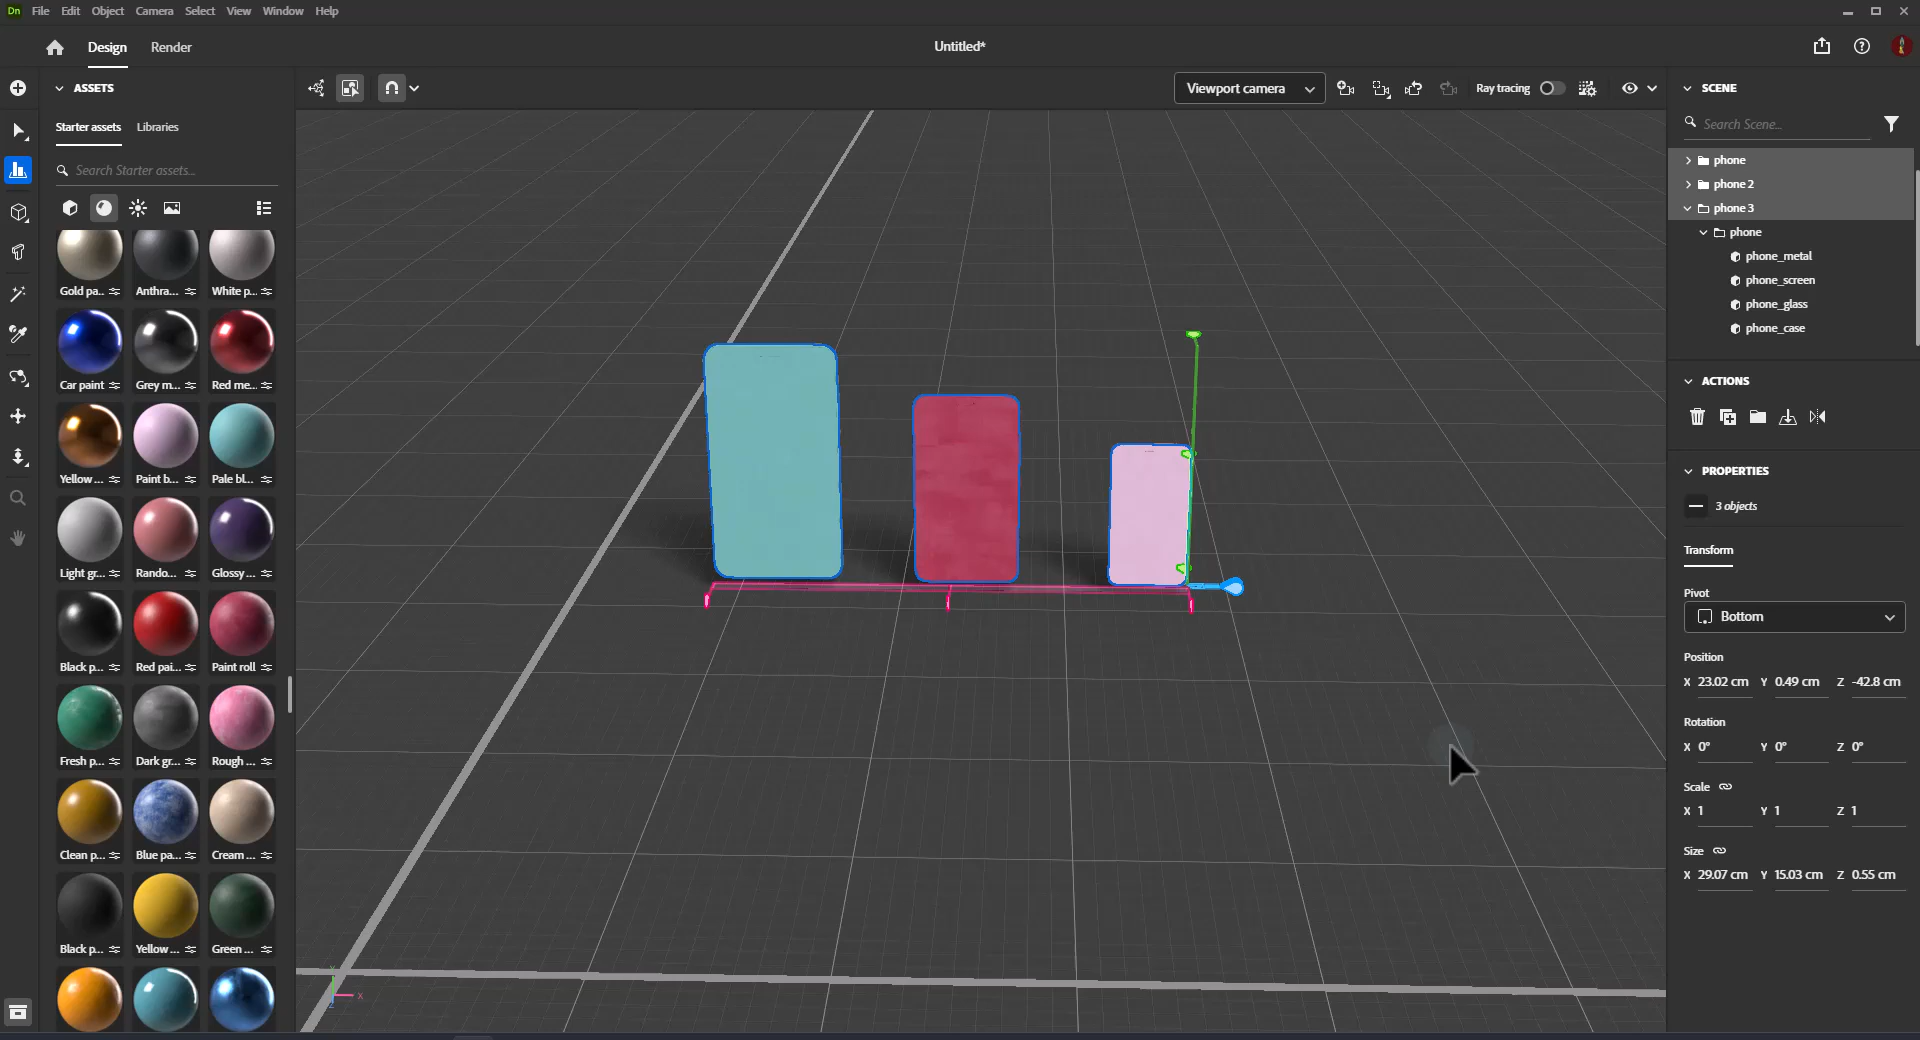 Dn File Edit Object Camera Select View Window Help
Design Render Untitled*
ASSETS
Starter assets Libraries
Search Starter assets...
Gold pa... Anthra... White p...
Car paint Grey m... Red me...
Yellow ... Paint b... Pale bl...
Light gr... Rando... Glossy ...
Black p... Red pai... Paint roll
Fresh p... Dark gr... Rough ...
Clean p... Blue pa... Cream ...
Black p... Yellow ... Green ...
Viewport camera Ray tracing
X
SCENE
Search Scene...
phone
phone 2
phone 3
phone
phone_metal
phone_screen
phone_glass
phone_case
ACTIONS
PROPERTIES
3 objects
Transform
Pivot
Bottom
Position
X 23.02 cm Y 0.49 cm Z -42.8 cm
Rotation
X 0° Y 0° Z 0°
Scale
X 1 Y 1 Z 1
Size
X 29.07 cm Y 15.03 cm Z 0.55 cm